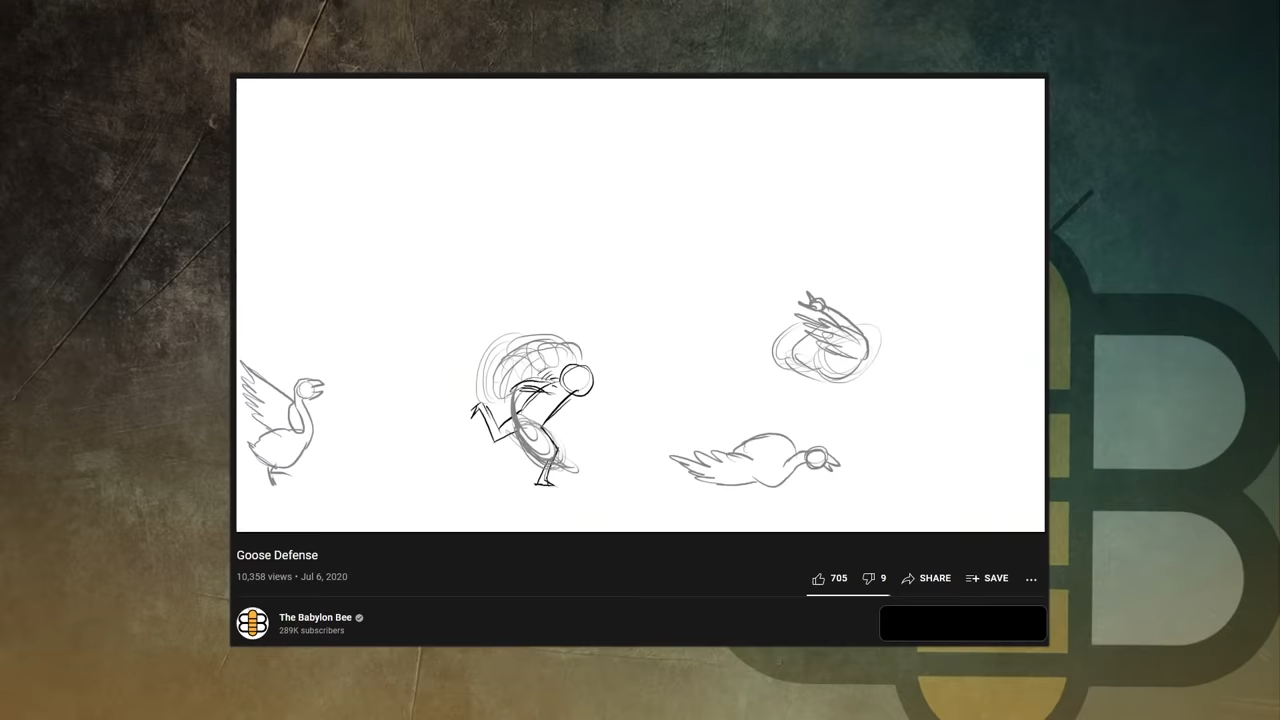 Goose Defense
10,358 views • Jul 6, 2020
705
9
SHARE
SAVE
The Babylon Bee
289K subscribers